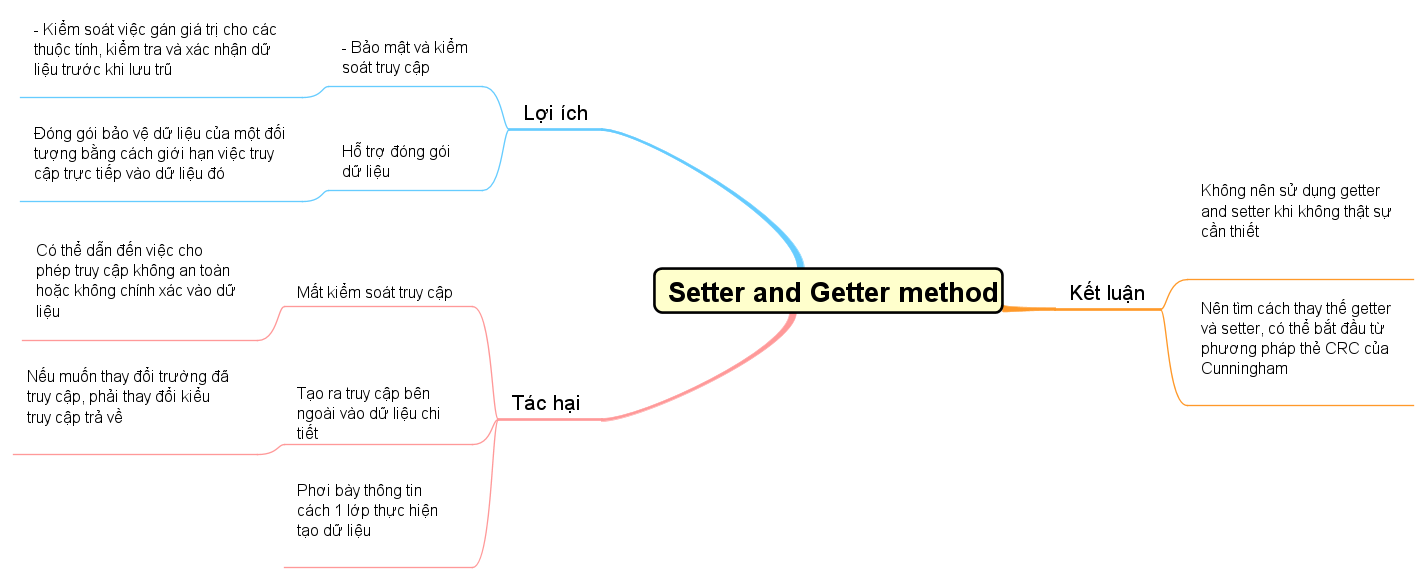 - Kiểm soát việc gán giá trị cho các
thuộc tính, kiểm tra và xác nhận dữ
liệu trước khi lưu trũ
- Bảo mật và kiểm
soát truy cập
Lợi ích
Đóng gói bảo vệ dữ liệu của một đối
tượng bằng cách giới hạn việc truy
cập trực tiếp vào dữ liệu đó
Hỗ trợ đóng gói
dữ liệu
Có thể dẫn đến việc cho
phép truy cập không an toàn
hoặc không chính xác vào dữ
liệu
Mất kiểm soát truy cập
Nếu muốn thay đổi trường đã
truy cập, phải thay đổi kiểu
truy cập trả về
Tạo ra truy cập bên
ngoài vào dữ liệu chi
tiết
Tác hại
Phơi bày thông tin
cách 1 lớp thực hiện
tạo dữ liệu
Setter and Getter method
Kết luận
Không nên sử dụng getter
and setter khi không thật sự
cần thiết
Nên tìm cách thay thế getter
và setter, có thể bắt đầu từ
phương pháp thẻ CRC của
Cunningham